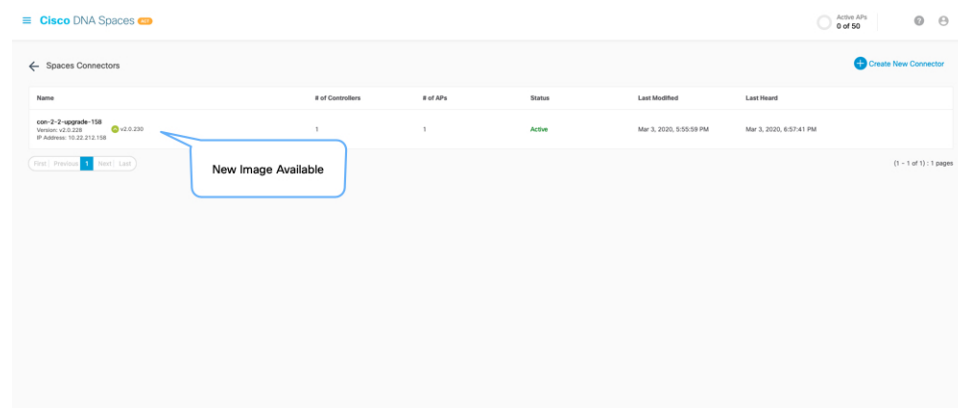 Cisco DNA Spaces
Active APs
0 of 50
Spaces Connectors
Create New Connector
Name # of Controllers # of APs Status Last Modified Last Heard
con-2-2-upgrade-158
Version: v2.0.228 v2.0.230
IP Address: 10.22.212.158
1 1 Active Mar 3, 2020, 5:55:59 PM Mar 3, 2020, 6:57:41 PM
First Previous 1 Next Last
(1 - 1 of 1) : 1 pages
New Image Available